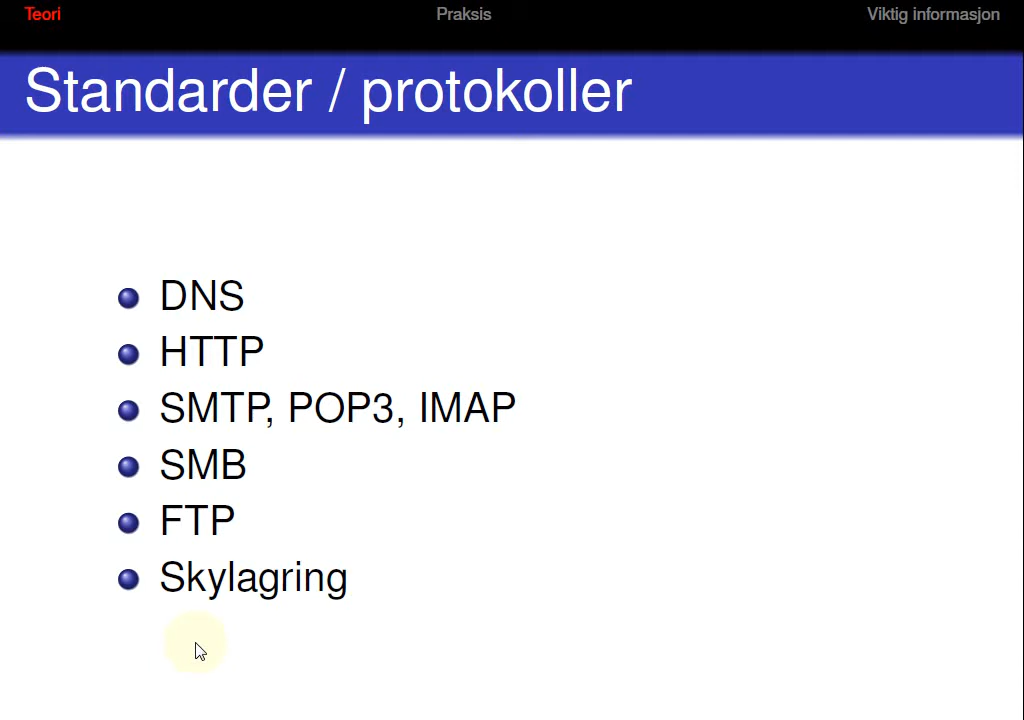 Teori Praksis Viktig informasjon
Standarder / protokoller
DNS
HTTP
SMTP, POP3, IMAP
SMB
FTP
Skylagring